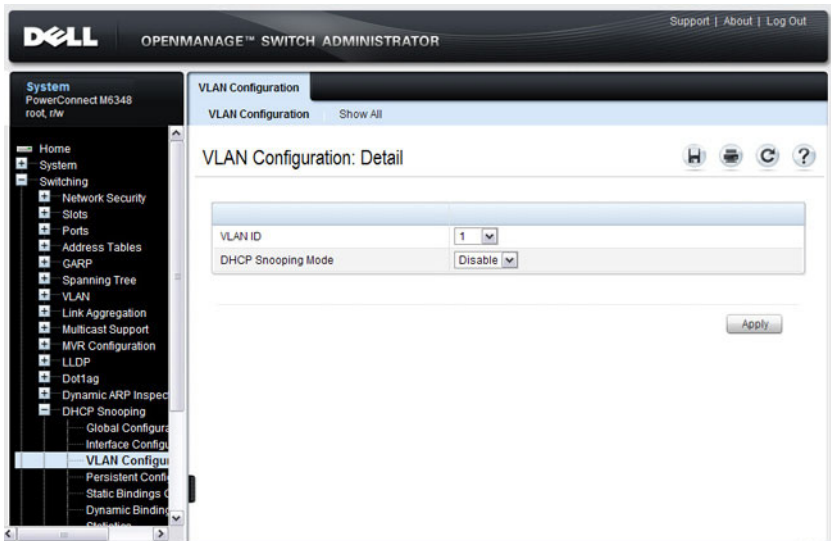 Support | About | Log Out
DELL OPENMANAGE™ SWITCH ADMINISTRATOR
System
PowerConnect M6348
root, r/w
Home
System
Switching
Network Security
Slots
Ports
Address Tables
GARP
Spanning Tree
VLAN
Link Aggregation
Multicast Support
MVR Configuration
LLDP
Dot1ag
Dynamic ARP Inspec
DHCP Snooping
Global Configura
Interface Configu
VLAN Configur
Persistent Confi
Static Bindings C
Dynamic Binding
Statistics
VLAN Configuration
VLAN Configuration Show All
VLAN Configuration: Detail
VLAN ID 1
DHCP Snooping Mode Disable
Apply